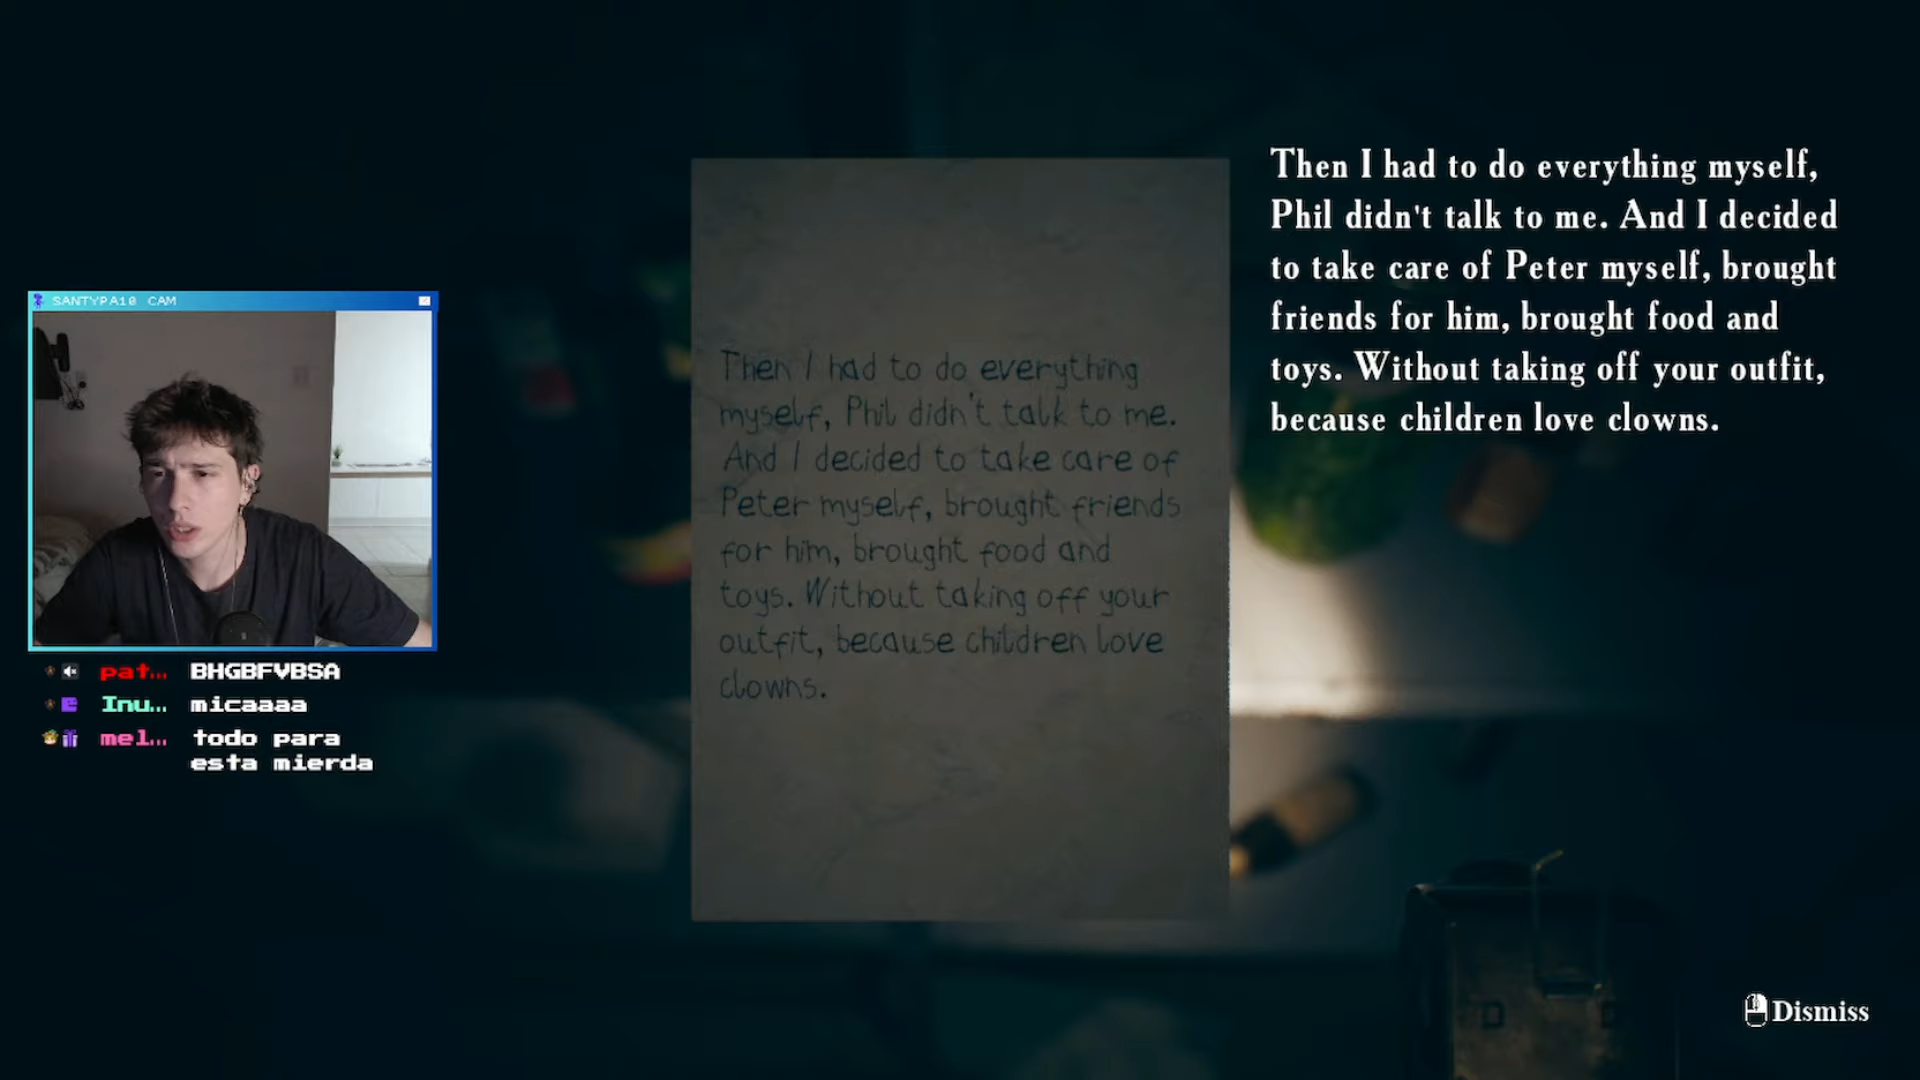 SANTYPA10 CAM
pat... BHGBFVBSA
Inu... micaaaa
mel... todo para
esta mierda
Then I had to do everything
myself, Phil didn't talk to me.
And I decided to take care of
Peter myself, brought friends
for him, brought food and
toys. Without taking off your
outfit, because children love
clowns.
Then I had to do everything myself,
Phil didn't talk to me. And I decided
to take care of Peter myself, brought
friends for him, brought food and
toys. Without taking off your outfit,
because children love clowns.
Dismiss